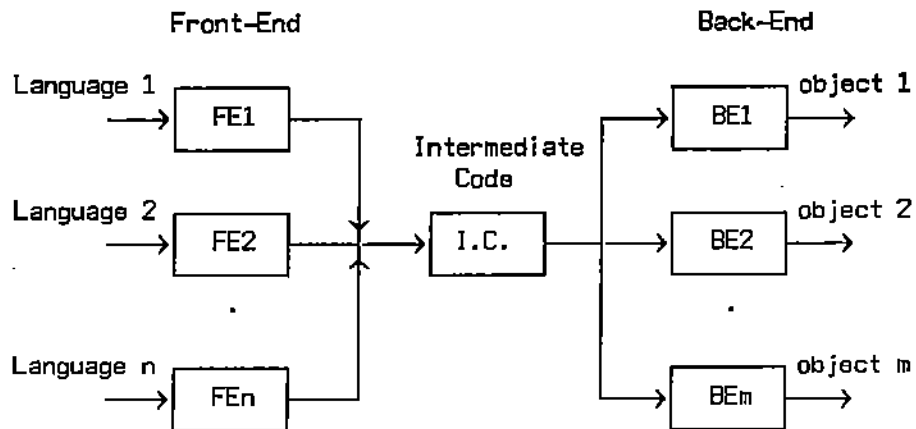 Front-End
Back-End
Language 1
FE1
BE1
object 1
Intermediate
Code
Language 2
FE2
I.C.
BE2
object 2
Language n
FEn
BEm
object m